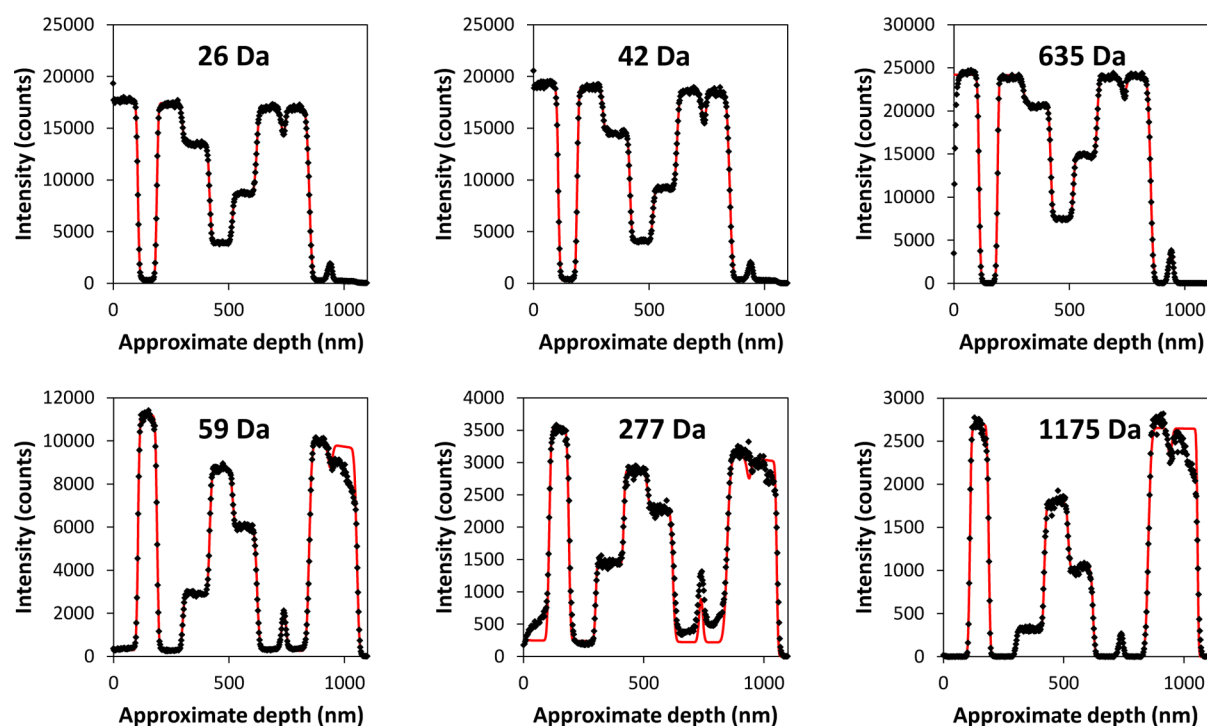 26 Da
Intensity (counts)
25000
20000
15000
10000
5000
0
0 500 1000
Approximate depth (nm)
42 Da
Intensity (counts)
25000
20000
15000
10000
5000
0
0 500 1000
Approximate depth (nm)
635 Da
Intensity (counts)
30000
25000
20000
15000
10000
5000
0
0 500 1000
Approximate depth (nm)
59 Da
Intensity (counts)
12000
10000
8000
6000
4000
2000
0
0 500 1000
Approximate depth (nm)
277 Da
Intensity (counts)
4000
3500
3000
2500
2000
1500
1000
500
0
0 500 1000
Approximate depth (nm)
1175 Da
Intensity (counts)
3000
2500
2000
1500
1000
500
0
0 500 1000
Approximate depth (nm)